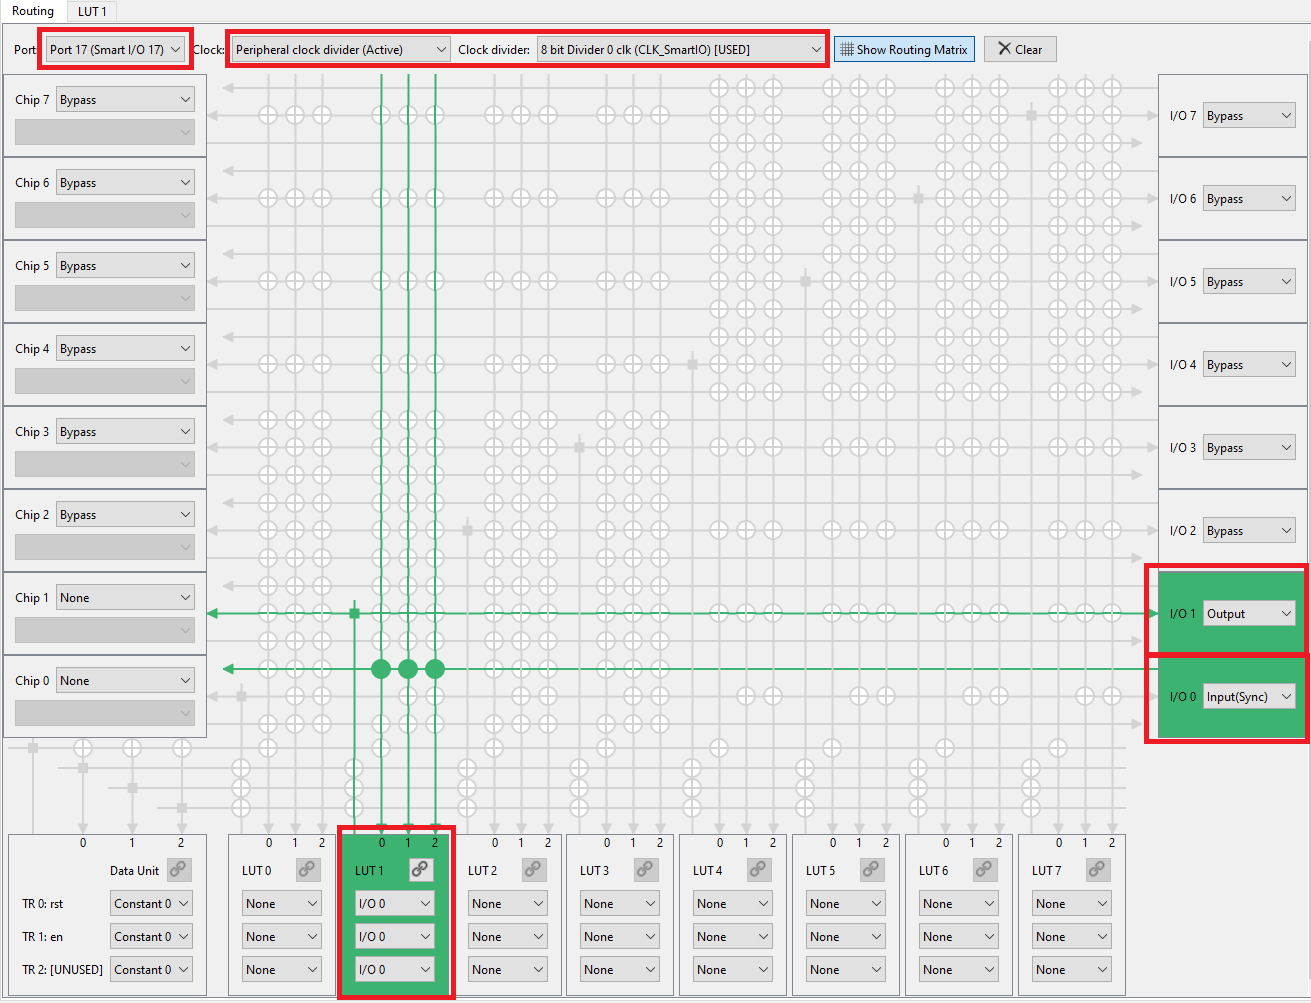 Routing LUT 1
Port: Port 17 (Smart I/O 17) Clock: Peripheral clock divider (Active) Clock divider: 8 bit Divider 0 clk (CLK_SmartIO) [USED] Show Routing Matrix Clear
Chip 7 Bypass I/O 7 Bypass
Chip 6 Bypass I/O 6 Bypass
Chip 5 Bypass I/O 5 Bypass
Chip 4 Bypass I/O 4 Bypass
Chip 3 Bypass I/O 3 Bypass
Chip 2 Bypass I/O 2 Bypass
Chip 1 None I/O 1 Output
Chip 0 None I/O 0 Input(Sync)
0 1 2 0 1 2 0 1 2 0 1 2 0 1 2 0 1 2 0 1 2 0 1 2 0 1 2
Data Unit LUT 0 LUT 1 LUT 2 LUT 3 LUT 4 LUT 5 LUT 6 LUT 7
TR 0: rst Constant 0 None I/O 0 None None None None None None
TR 1: en Constant 0 None I/O 0 None None None None None None
TR 2: [UNUSED] Constant 0 None I/O 0 None None None None None None